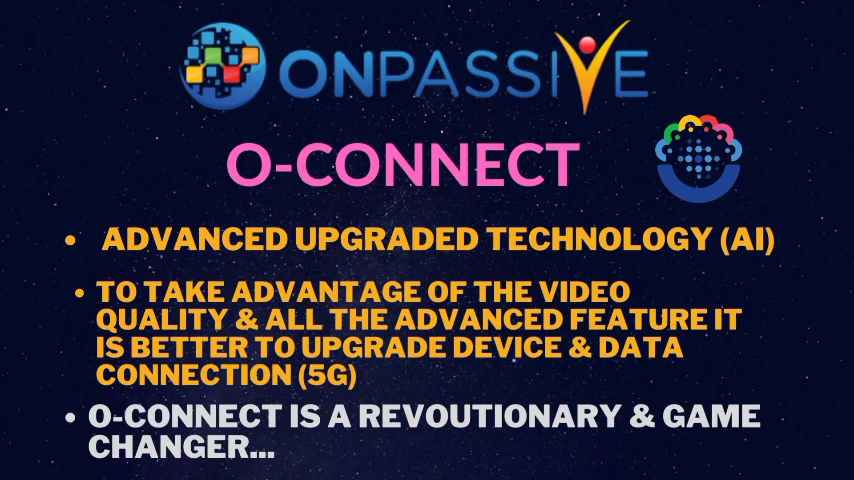 ONPASSIVE
O-CONNECT
• ADVANCED UPGRADED TECHNOLOGY (AI)
• TO TAKE ADVANTAGE OF THE VIDEO
QUALITY & ALL THE ADVANCED FEATURE IT
IS BETTER TO UPGRADE DEVICE & DATA
CONNECTION (5G)
• O-CONNECT IS A REVOUTIONARY & GAME
CHANGER...